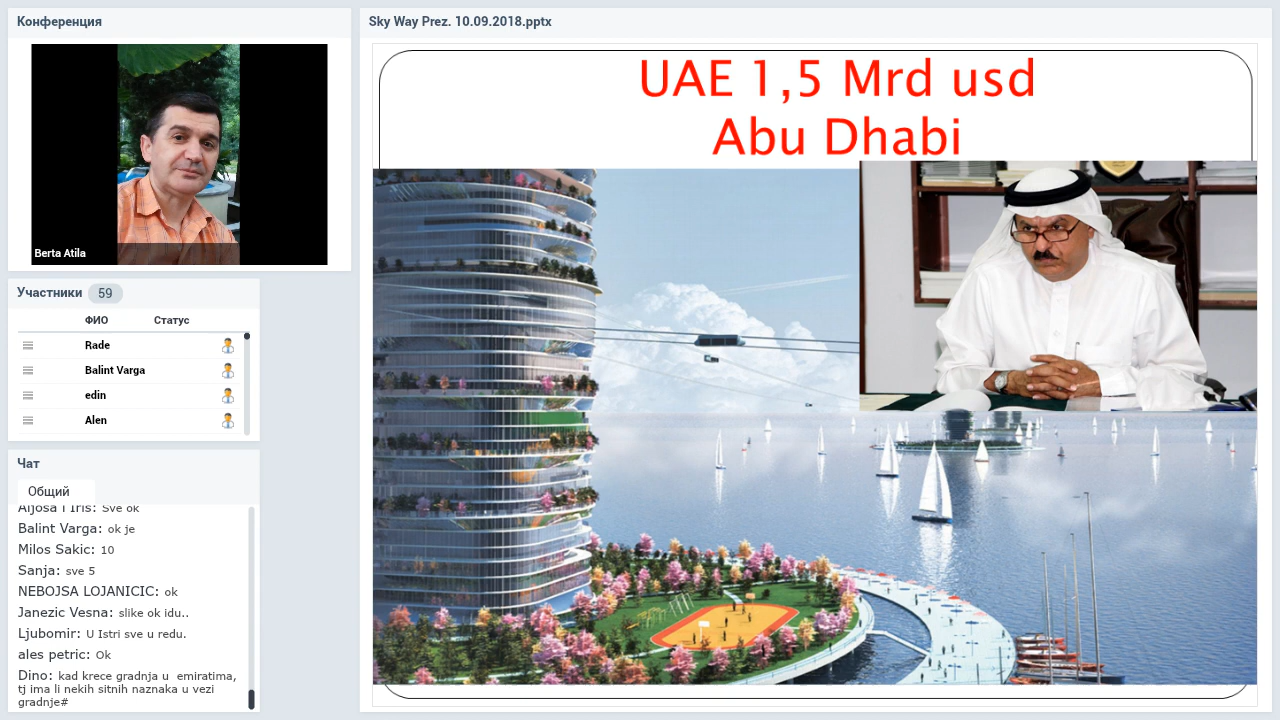 Конференция
Berta Atila
Участники 59
ФИО Статус
Rade
Balint Varga
edin
Alen
Чат
Общий
Aljosa i Iris: Sve ok
Balint Varga: ok je
Milos Sakic: 10
Sanja: sve 5
NEBOJSA LOJANICIC: ok
Janezic Vesna: slike ok idu..
Ljubomir: U Istri sve u redu.
ales petric: Ok
Dino: kad krece gradnja u emiratima,
tj ima li nekih sitnih naznaka u vezi
gradnje#
Sky Way Prez. 10.09.2018.pptx
UAE 1,5 Mrd usd
Abu Dhabi